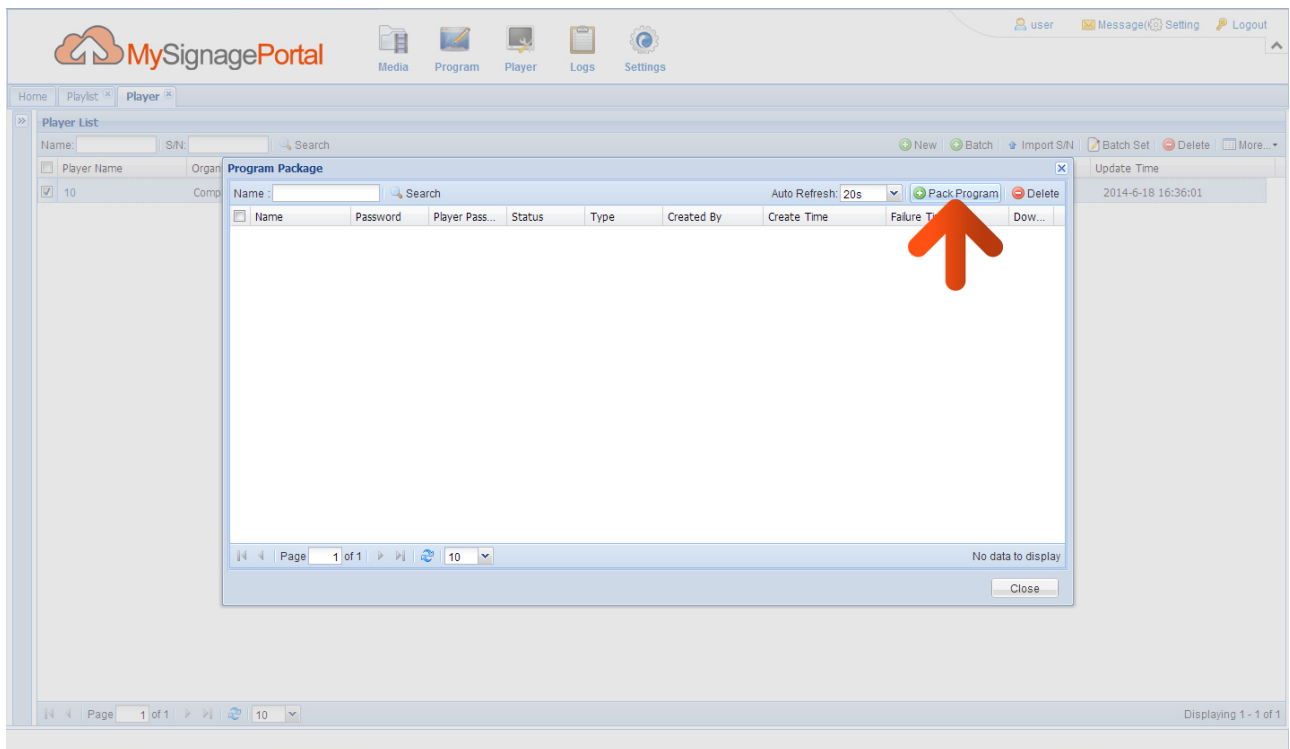 user Message( Setting Logout
MySignagePortal
Media Program Player Logs Settings
Home Playlist Player
Player List
Name: S/N: Search New Batch Import S/N Batch Set Delete More...
Player Name Organ Update Time
10 Comp 2014-6-18 16:36:01
Program Package
Name : Search Auto Refresh: 20s Pack Program Delete
Name Password Player Pass... Status Type Created By Create Time Failure Dow...
Page 1 of 1 10 No data to display
Close
Page 1 of 1 10 Displaying 1 - 1 of 1